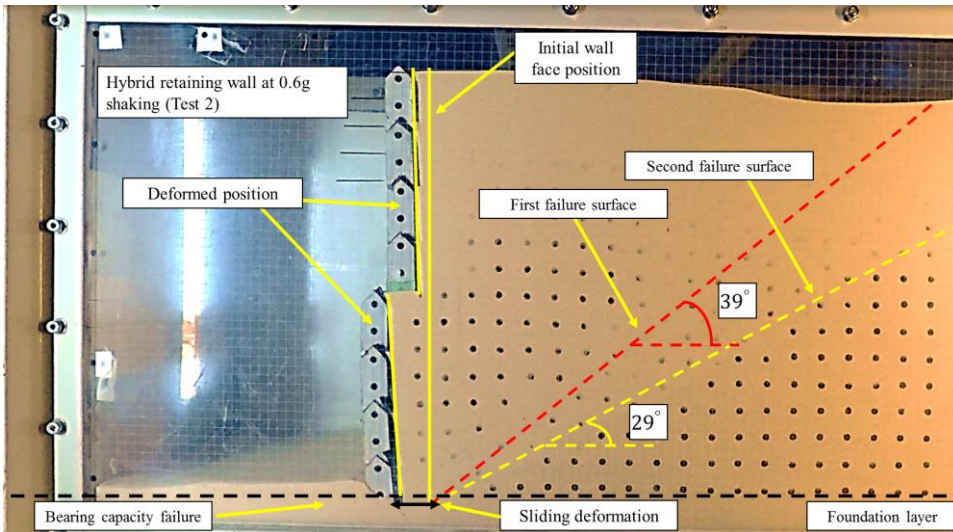 Initial wall
face position
Hybrid retaining wall at 0.6g
shaking (Test 2)
Second failure surface
Deformed position
First failure surface
39°
29°
Bearing capacity failure
Sliding deformation
Foundation layer